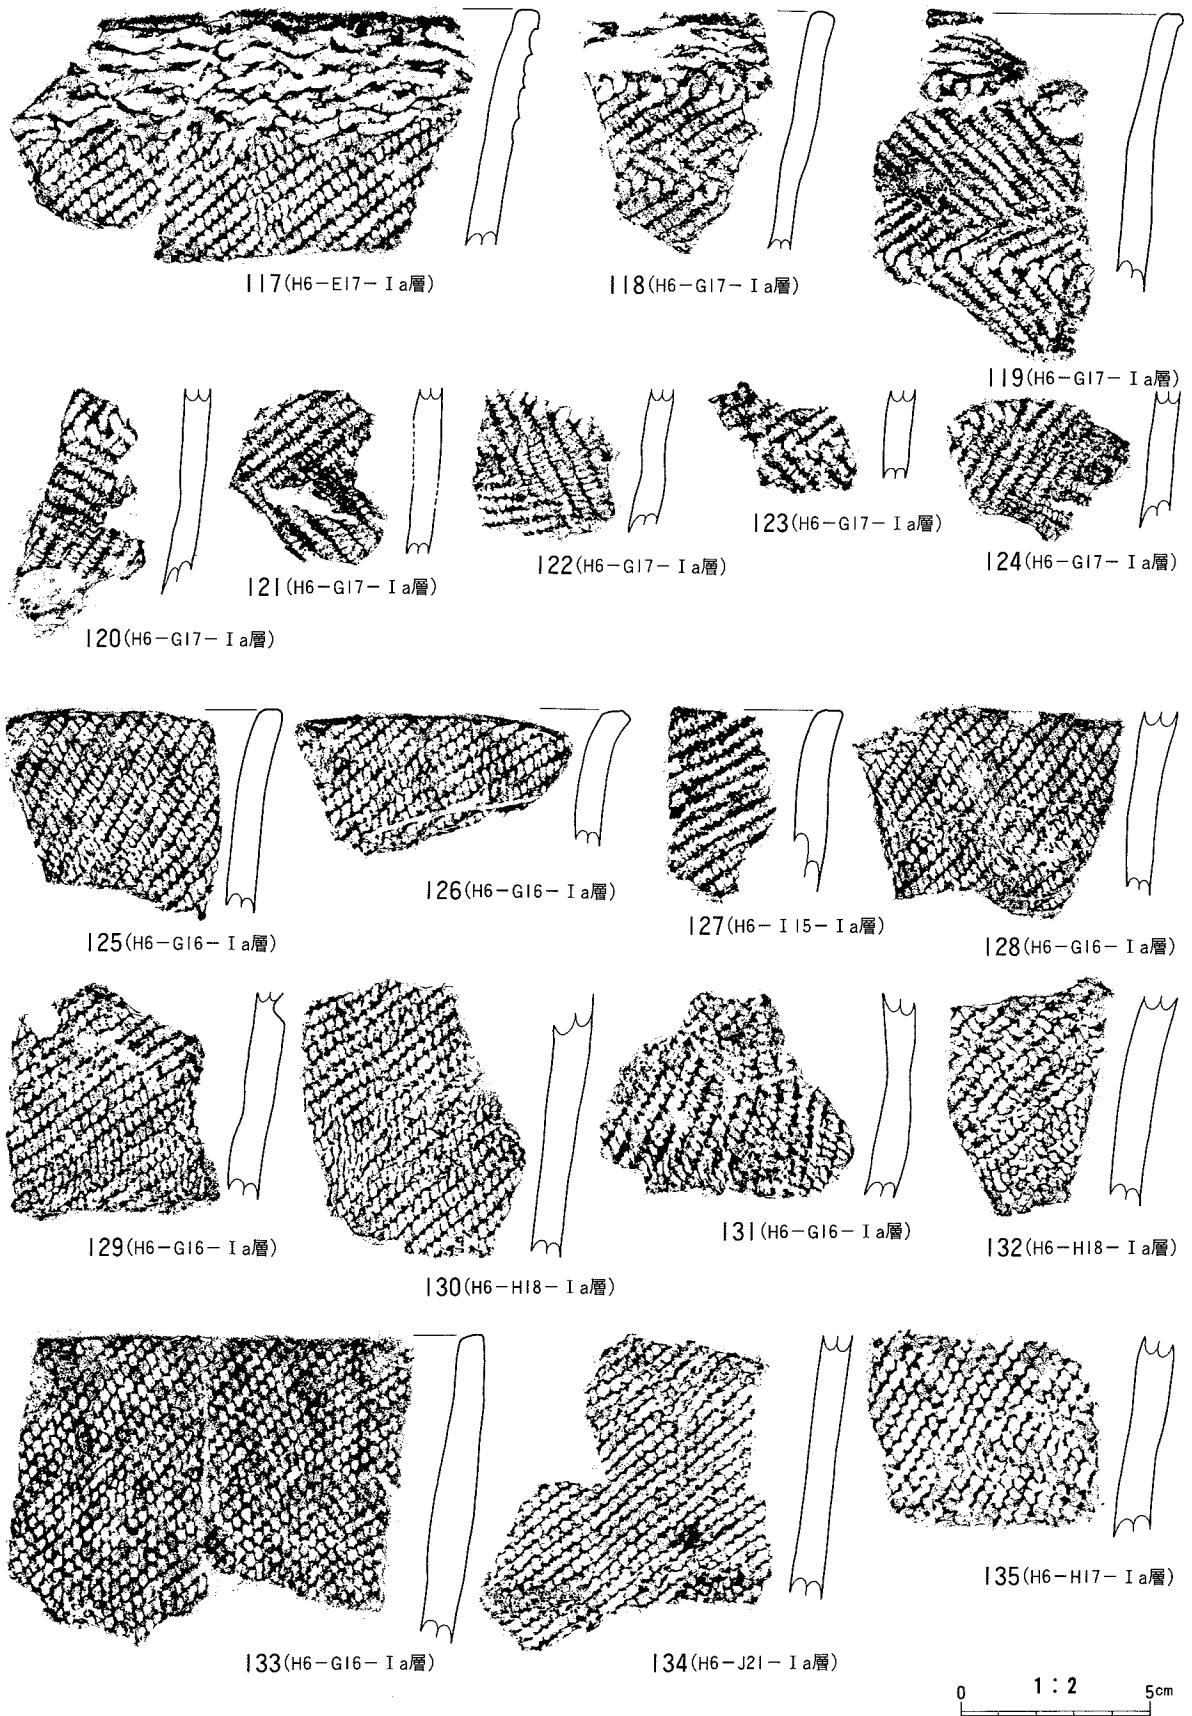 117(H6-E17-Ⅰa層)
118(H6-G17-Ⅰa層)
119(H6-G17-Ⅰa層)
120(H6-G17-Ⅰa層)
121(H6-G17-Ⅰa層)
122(H6-G17-Ⅰa層)
123(H6-G17-Ⅰa層)
124(H6-G17-Ⅰa層)
125(H6-G16-Ⅰa層)
126(H6-G16-Ⅰa層)
127(H6-I15-Ⅰa層)
128(H6-G16-Ⅰa層)
129(H6-G16-Ⅰa層)
130(H6-H18-Ⅰa層)
131(H6-G16-Ⅰa層)
132(H6-H18-Ⅰa層)
133(H6-G16-Ⅰa層)
134(H6-J21-Ⅰa層)
135(H6-H17-Ⅰa層)
0 1:2 5cm